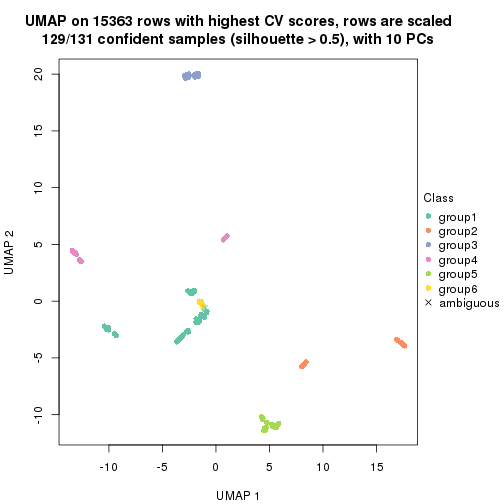 UMAP on 15363 rows with highest CV scores, rows are scaled
129/131 confident samples (silhouette > 0.5), with 10 PCs
20
15
10
5
0
-5
-10
UMAP 2
-10
-5
0
5
10
15
UMAP 1
Class
group1
group2
group3
group4
group5
group6
ambiguous